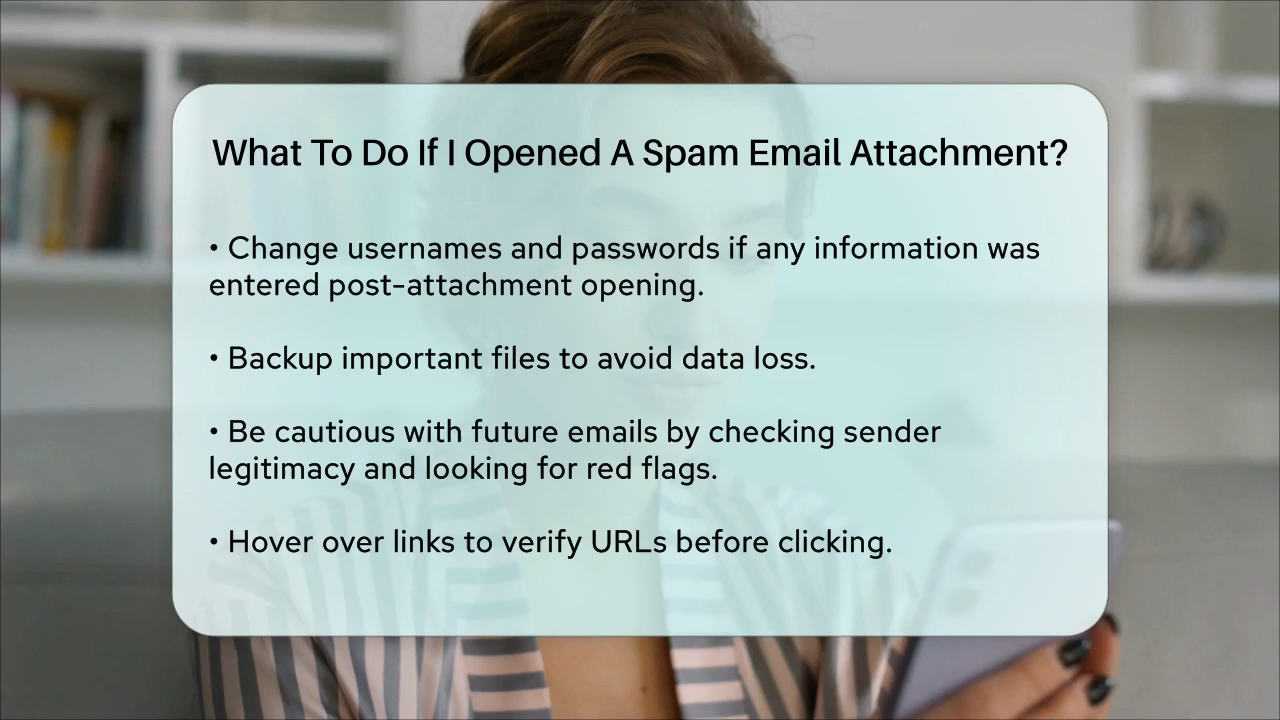 What To Do If I Opened A Spam Email Attachment?
• Change usernames and passwords if any information was
entered post-attachment opening.
• Backup important files to avoid data loss.
• Be cautious with future emails by checking sender
legitimacy and looking for red flags.
• Hover over links to verify URLs before clicking.